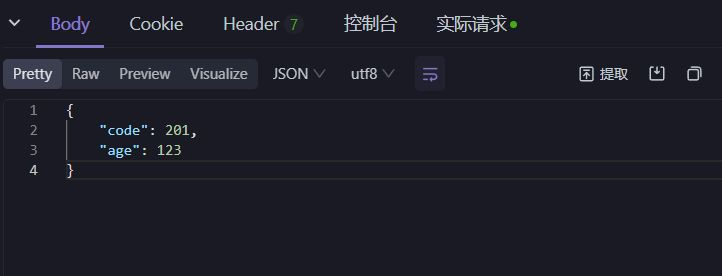 Body Cookie Header 7 控制台 实际请求
Pretty Raw Preview Visualize JSON utf8 提取
1 {
2 "code": 201,
3 "age": 123
4 }